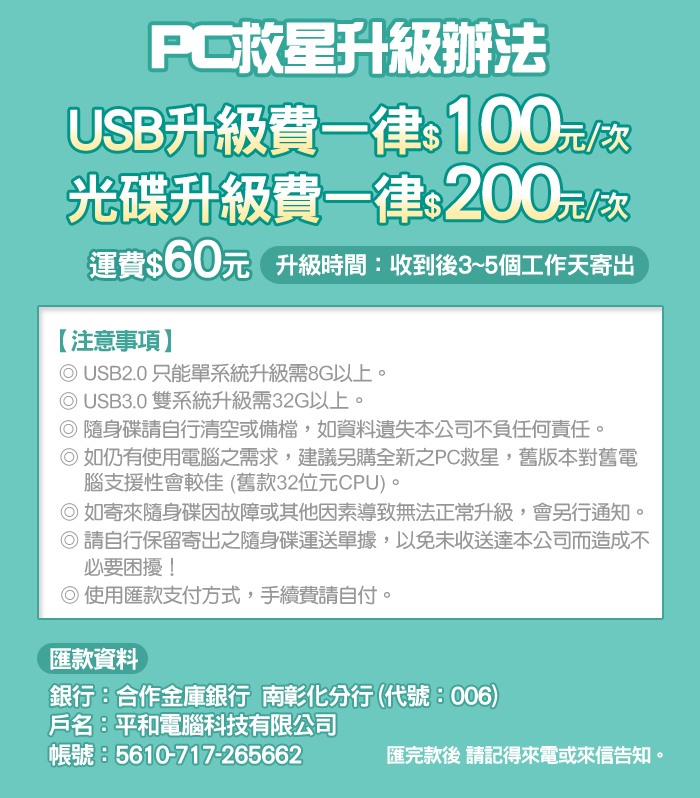 PC救星升級辦法
USB升級費一律$100元/次
光碟升級費一律$200元/次
運費$60元 升級時間：收到後3~5個工作天寄出
【注意事項】
◎ USB2.0 只能單系統升級需8G以上。
◎ USB3.0 雙系統升級需32G以上。
◎ 隨身碟請自行清空或備檔，如資料遺失本公司不負任何責任。
◎ 如仍有使用電腦之需求，建議另購全新之PC救星，舊版本對舊電
腦支援性會較佳 (舊款32位元CPU)。
◎ 如寄來隨身碟因故障或其他因素導致無法正常升級，會另行通知。
◎ 請自行保留寄出之隨身碟運送單據，以免未收送達本公司而造成不
必要困擾！
◎ 使用匯款支付方式，手續費請自付。
匯款資料
銀行：合作金庫銀行 南彰化分行 (代號：006)
戶名：平和電腦科技有限公司
帳號：5610-717-265662 匯完款後 請記得來電或來信告知。